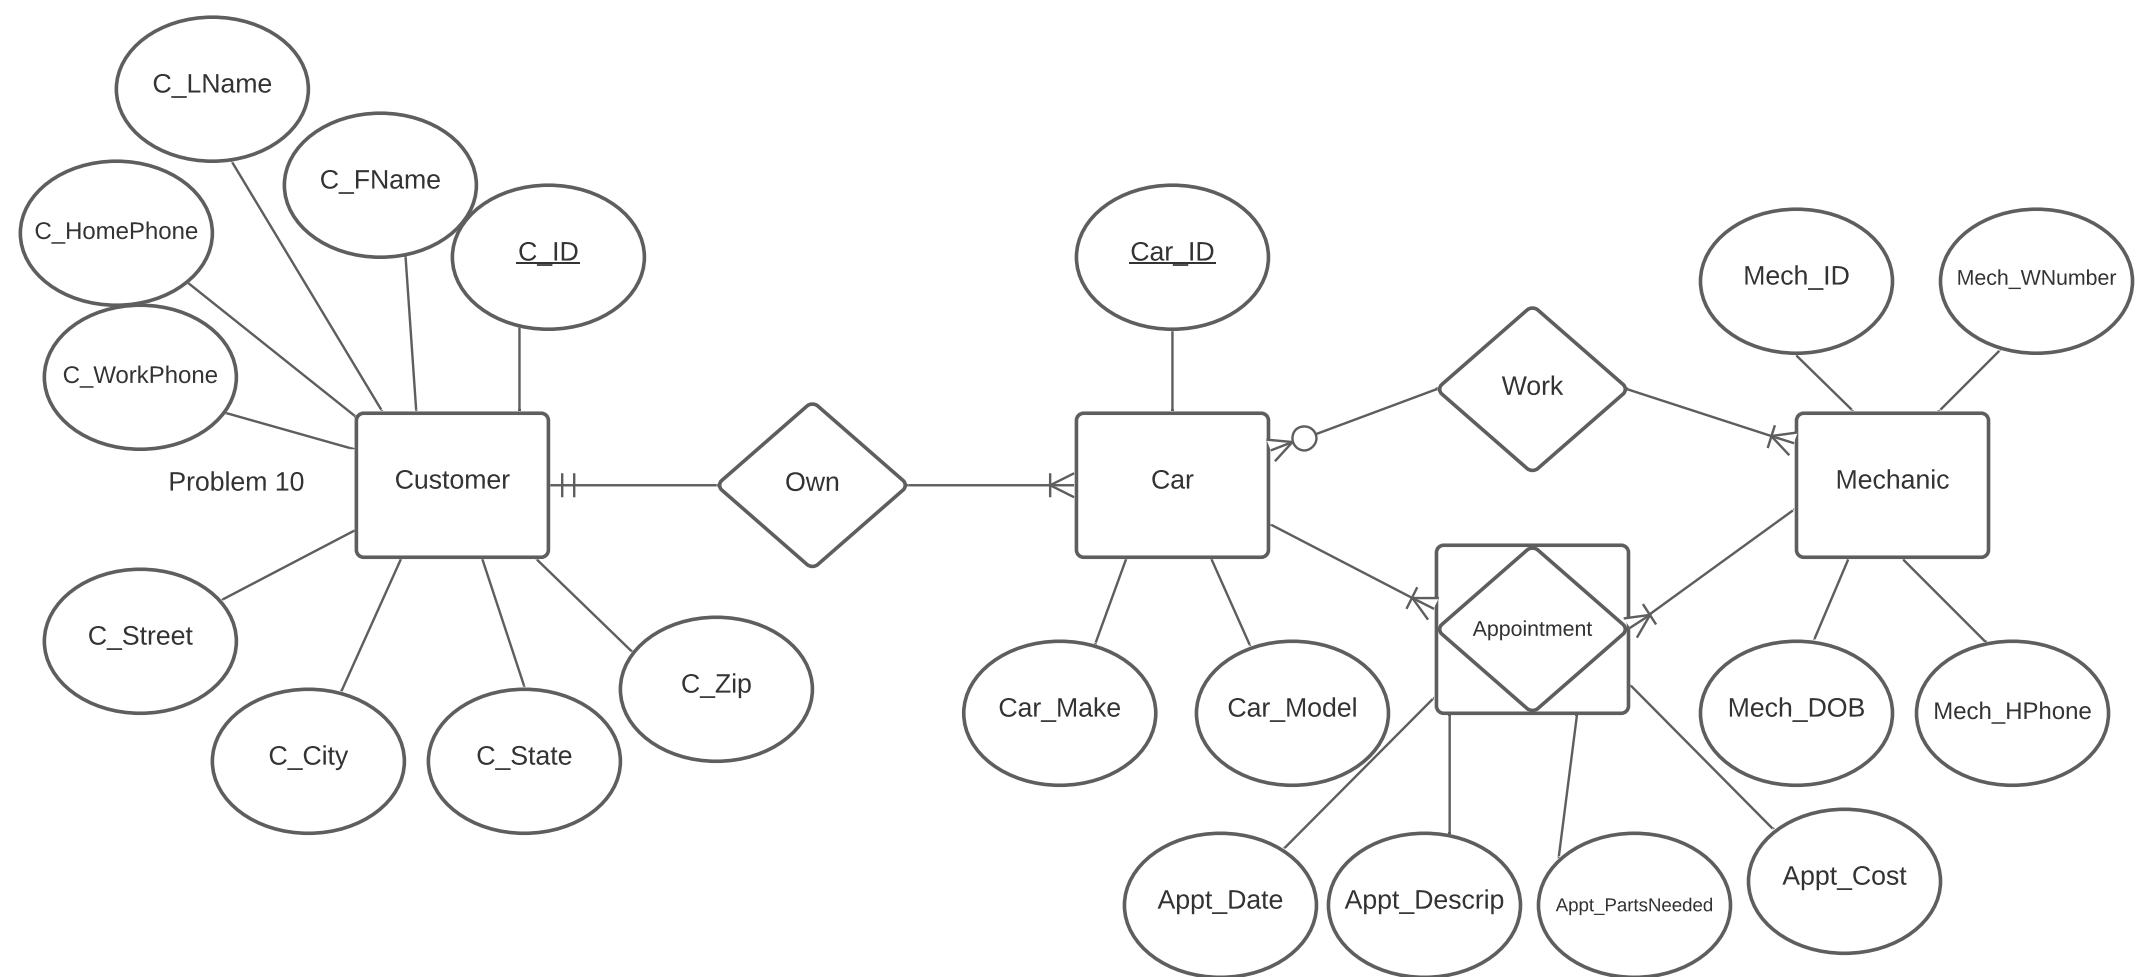 C_LName
C_FName
C_HomePhone
C_ID
Car_ID
Mech_ID
Mech_WNumber
C_WorkPhone
Work
Problem 10
Customer
Own
Car
Mechanic
C_Street
Appointment
C_Zip
C_City
C_State
Car_Make
Car_Model
Mech_DOB
Mech_HPhone
Appt_Date
Appt_Descrip
Appt_PartsNeeded
Appt_Cost